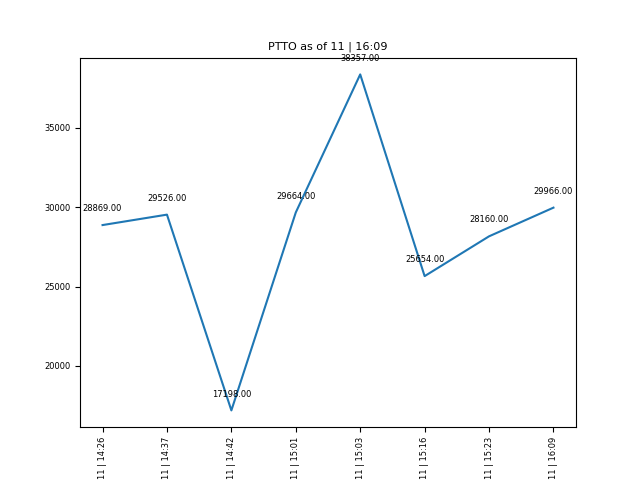 PTTO as of 11 | 16:09
38357.00
35000
29966.00
29664.00
29526.00
28869.00
30000
28160.00
25654.00
25000
17198.00
20000
11 | 14:26
11 | 14:37
11 | 14:42
11 | 15:01
11 | 15:03
11 | 15:16
11 | 15:23
11 | 16:09